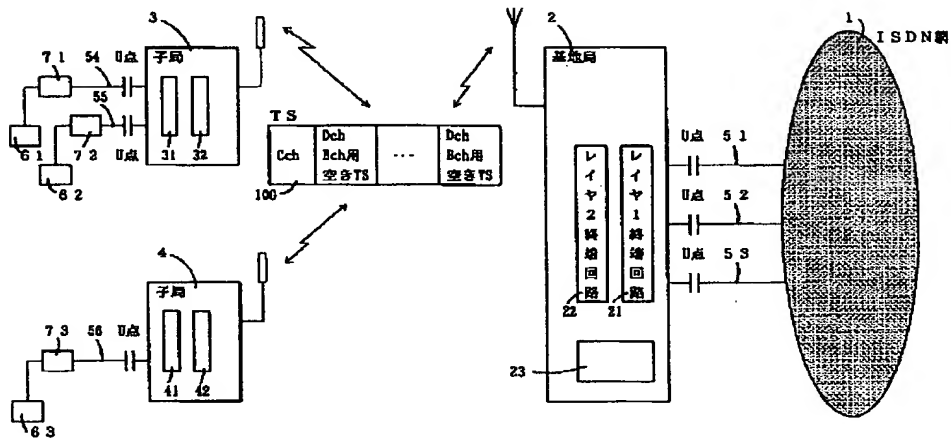 3
71
54
U点
子局
55
61
72
U点
31
32
62
TS
Cch
Dch
Bch用
空きTS
...
Dch
Bch用
空きTS
100
2
基地局
レイヤ2終端回路
レイヤ1終端回路
22
21
23
U点
51
U点
52
U点
53
1
ISDN網
4
子局
73
56
U点
41
42
63